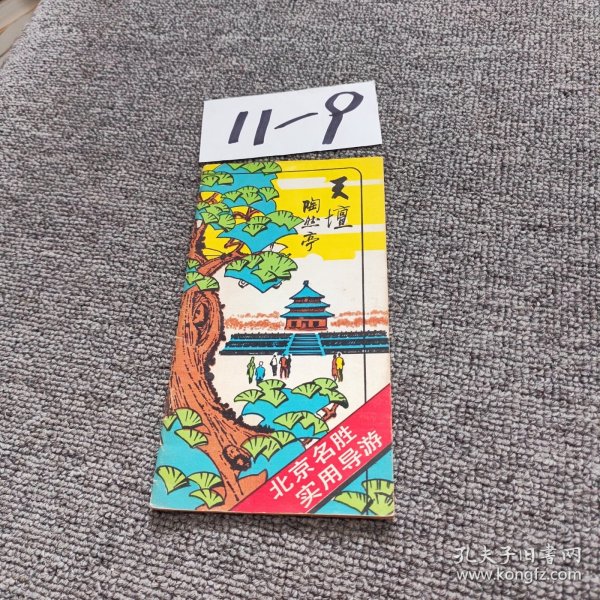 11-9
天壇
陶然亭
北京名胜
实用导游
孔夫子旧书网
www.kongfz.com